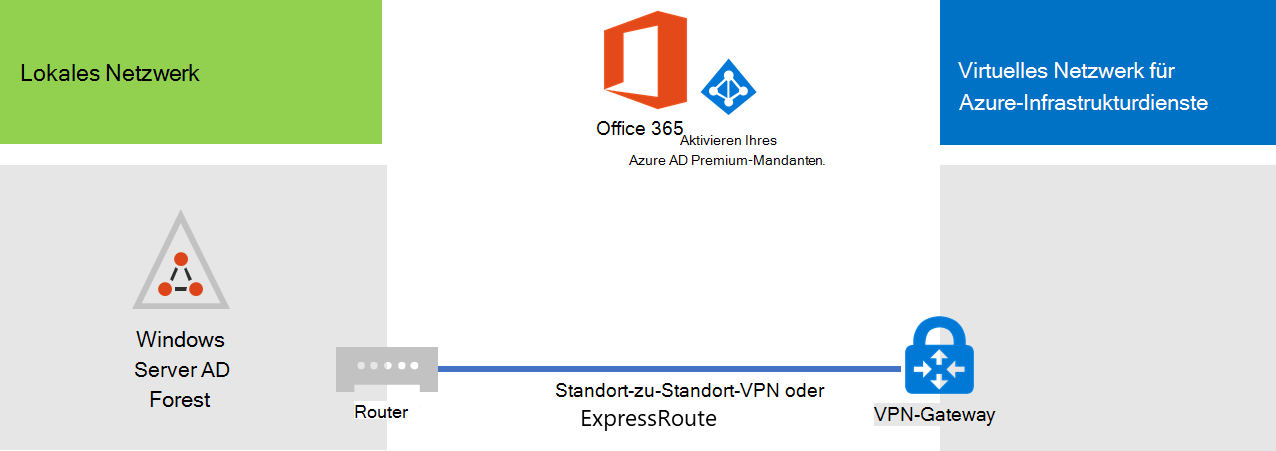 Lokales Netzwerk
Office 365
Aktivieren Ihres
Azure AD Premium-Mandanten.
Virtuelles Netzwerk für
Azure-Infrastrukturdienste
Windows
Server AD
Forest
Router
Standort-zu-Standort-VPN oder
ExpressRoute
VPN-Gateway